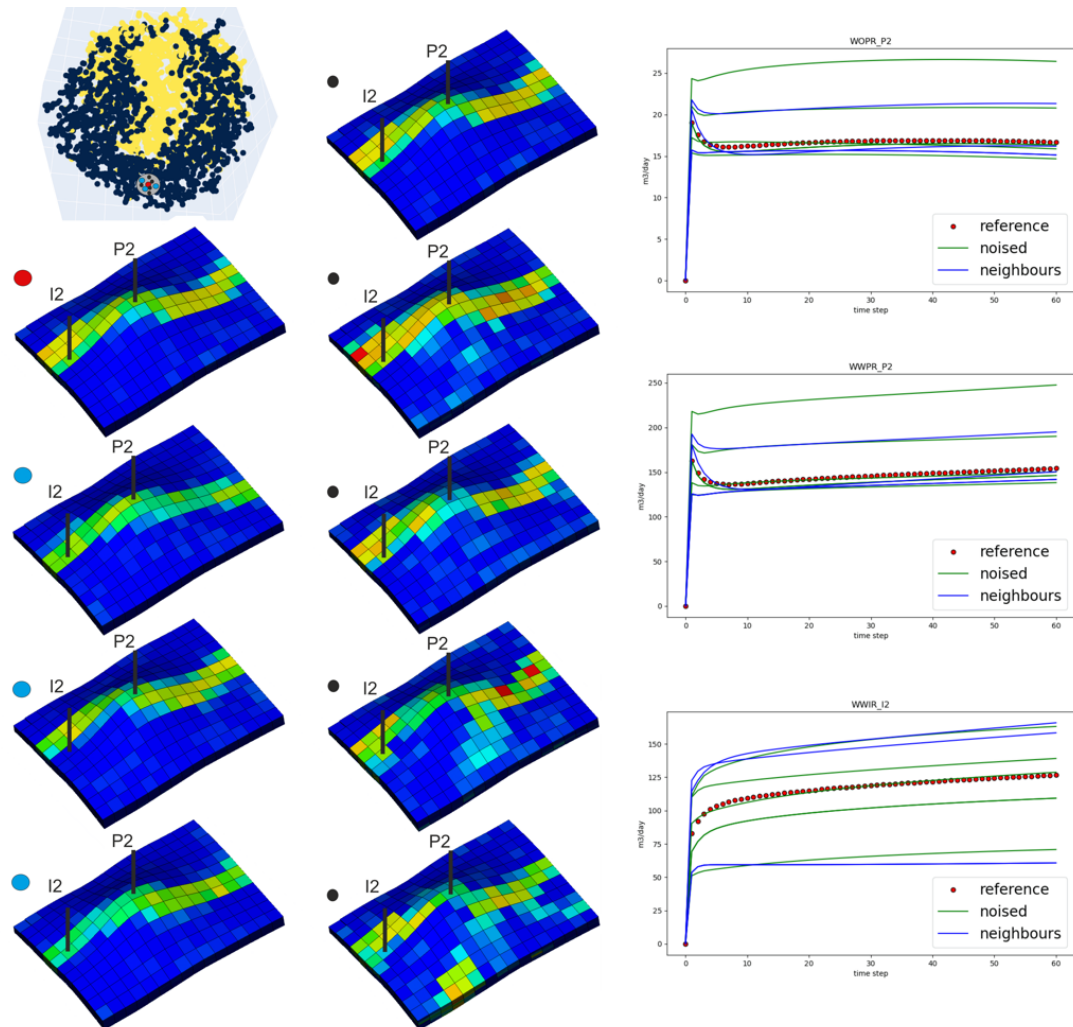 P2
I2
P2
I2
P2
I2
P2
I2
P2
I2
P2
I2
P2
I2
P2
I2
P2
I2
WOPR_P2
m3/day
25
20
15
10
5
0
reference
noised
neighbours
0 10 20 30 40 50 60
time step
WWPR_P2
m3/day
250
200
150
100
50
0
reference
noised
neighbours
0 10 20 30 40 50 60
time step
WWIR_I2
m3/day
150
125
100
75
50
25
0
reference
noised
neighbours
0 10 20 30 40 50 60
time step